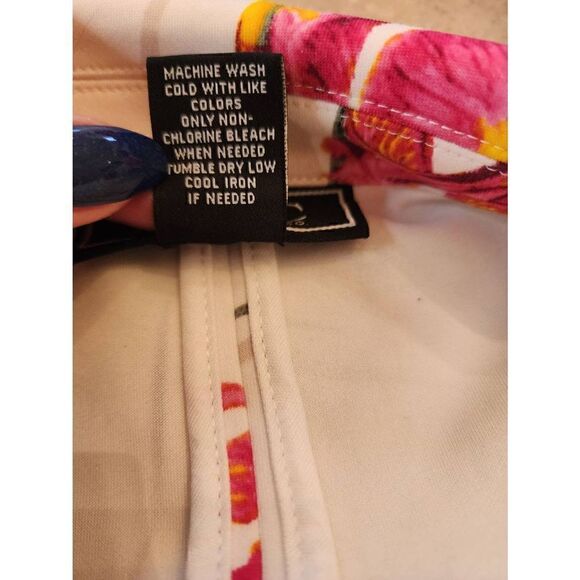 MACHINE WASH
COLD WITH LIKE
COLORS
ONLY NON-
CHLORINE BLEACH
WHEN NEEDED
TUMBLE DRY LOW
COOL IRON
IF NEEDED